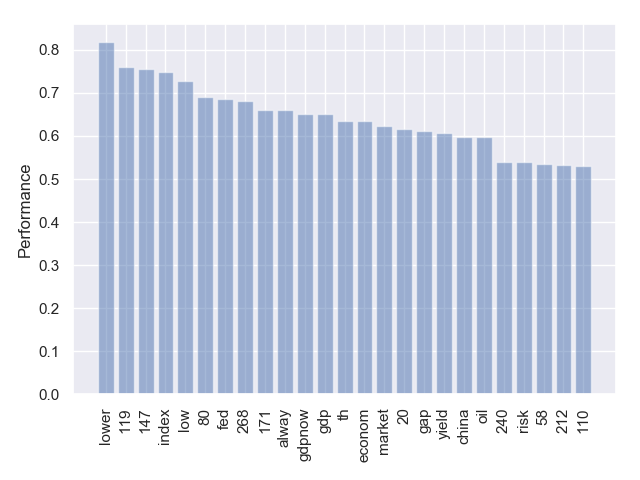 0.8
0.7
0.6
0.5
0.4
0.3
0.2
0.1
0.0
Performance
lower
119
147
index
low
80
fed
268
171
alway
gdpnow
gdp
th
econom
market
20
gap
yield
china
oil
240
risk
58
212
110